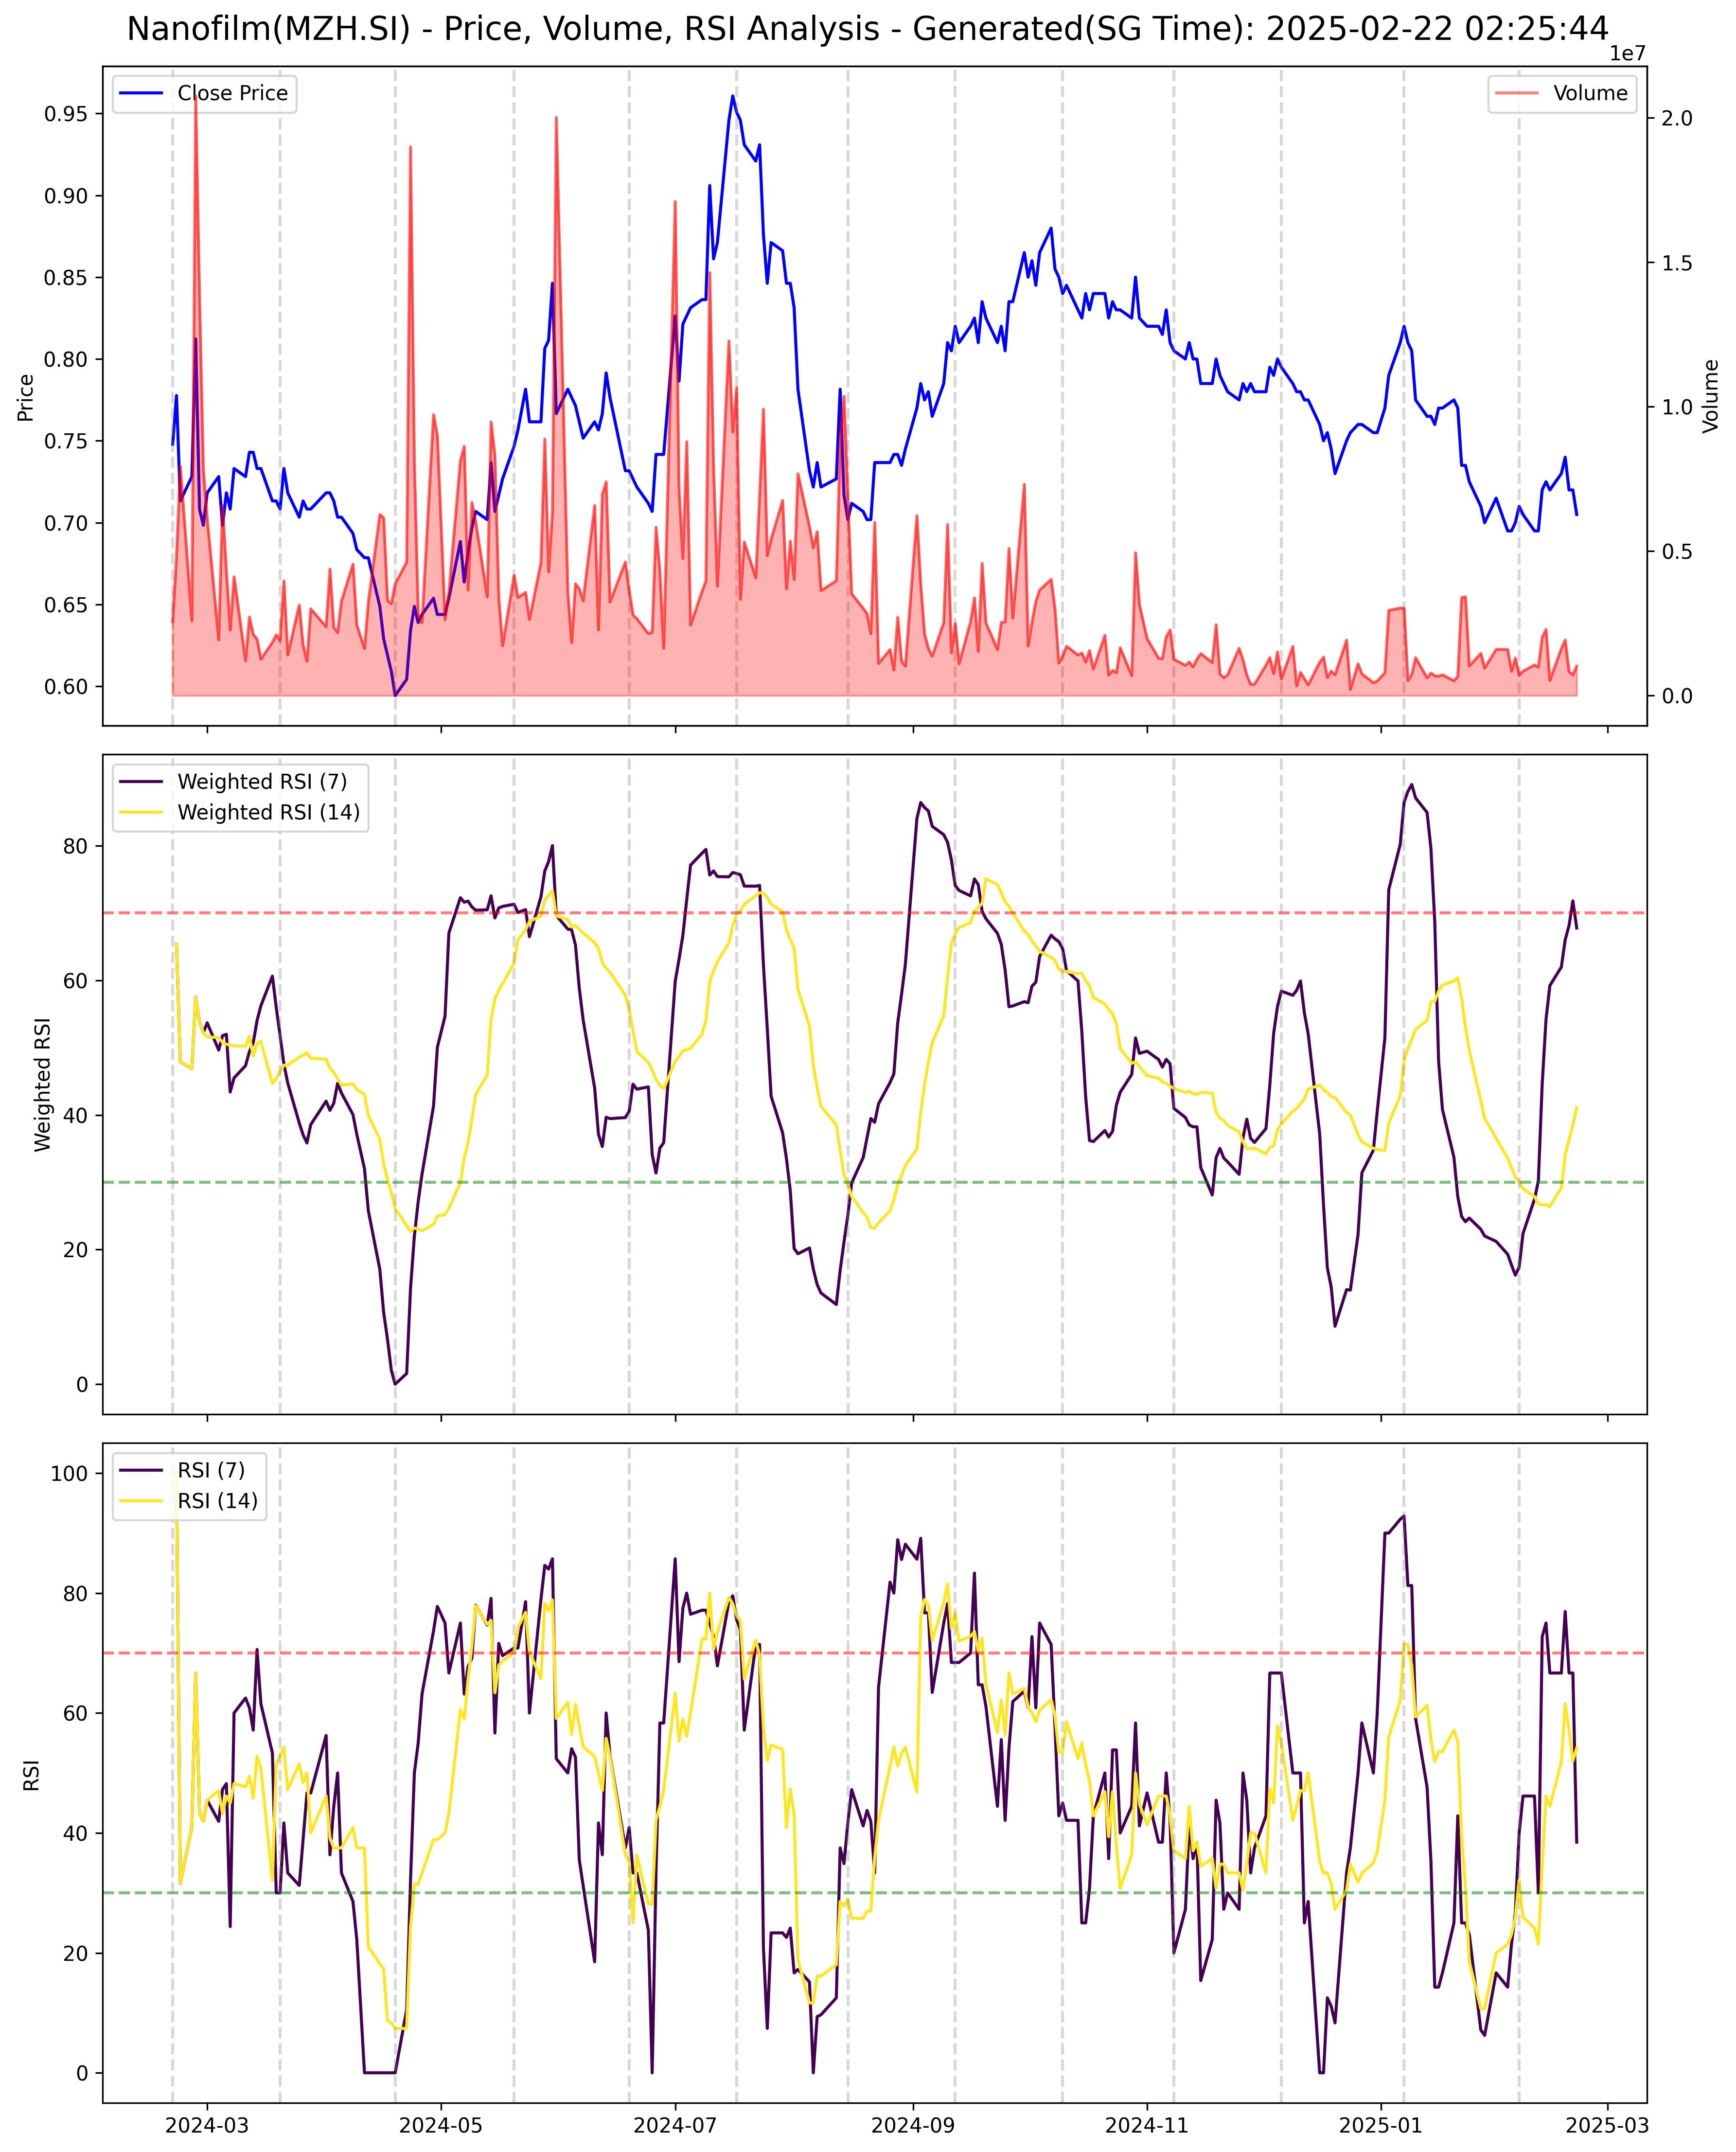 Nanofilm(MZH.SI) - Price, Volume, RSI Analysis - Generated(SG Time): 2025-02-22 02:25:44
1e7
Close Price
Volume
0.95
0.90
0.85
0.80
0.75
0.70
0.65
0.60
Price
2.0
1.5
1.0
0.5
0.0
Volume
Weighted RSI (7)
Weighted RSI (14)
80
60
40
20
0
Weighted RSI
RSI (7)
RSI (14)
100
80
60
40
20
0
RSI
2024-03
2024-05
2024-07
2024-09
2024-11
2025-01
2025-03